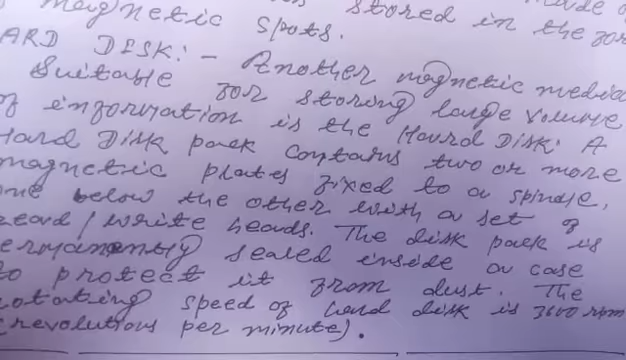 magnetic spots. stored in the for
ARD DISK:- Another magnetic media
Suitable for storing large volume
of information is the Hard DISK. A
Hard Disk pack contains two or more
magnetic plates fixed to a spindle,
one below the other with a set of
read/write heads. The disk pack is
ermanently sealed inside a case
to protect it from dust. The
rotating speed of hard disk is 3600 rpm
(revolutions per minute).